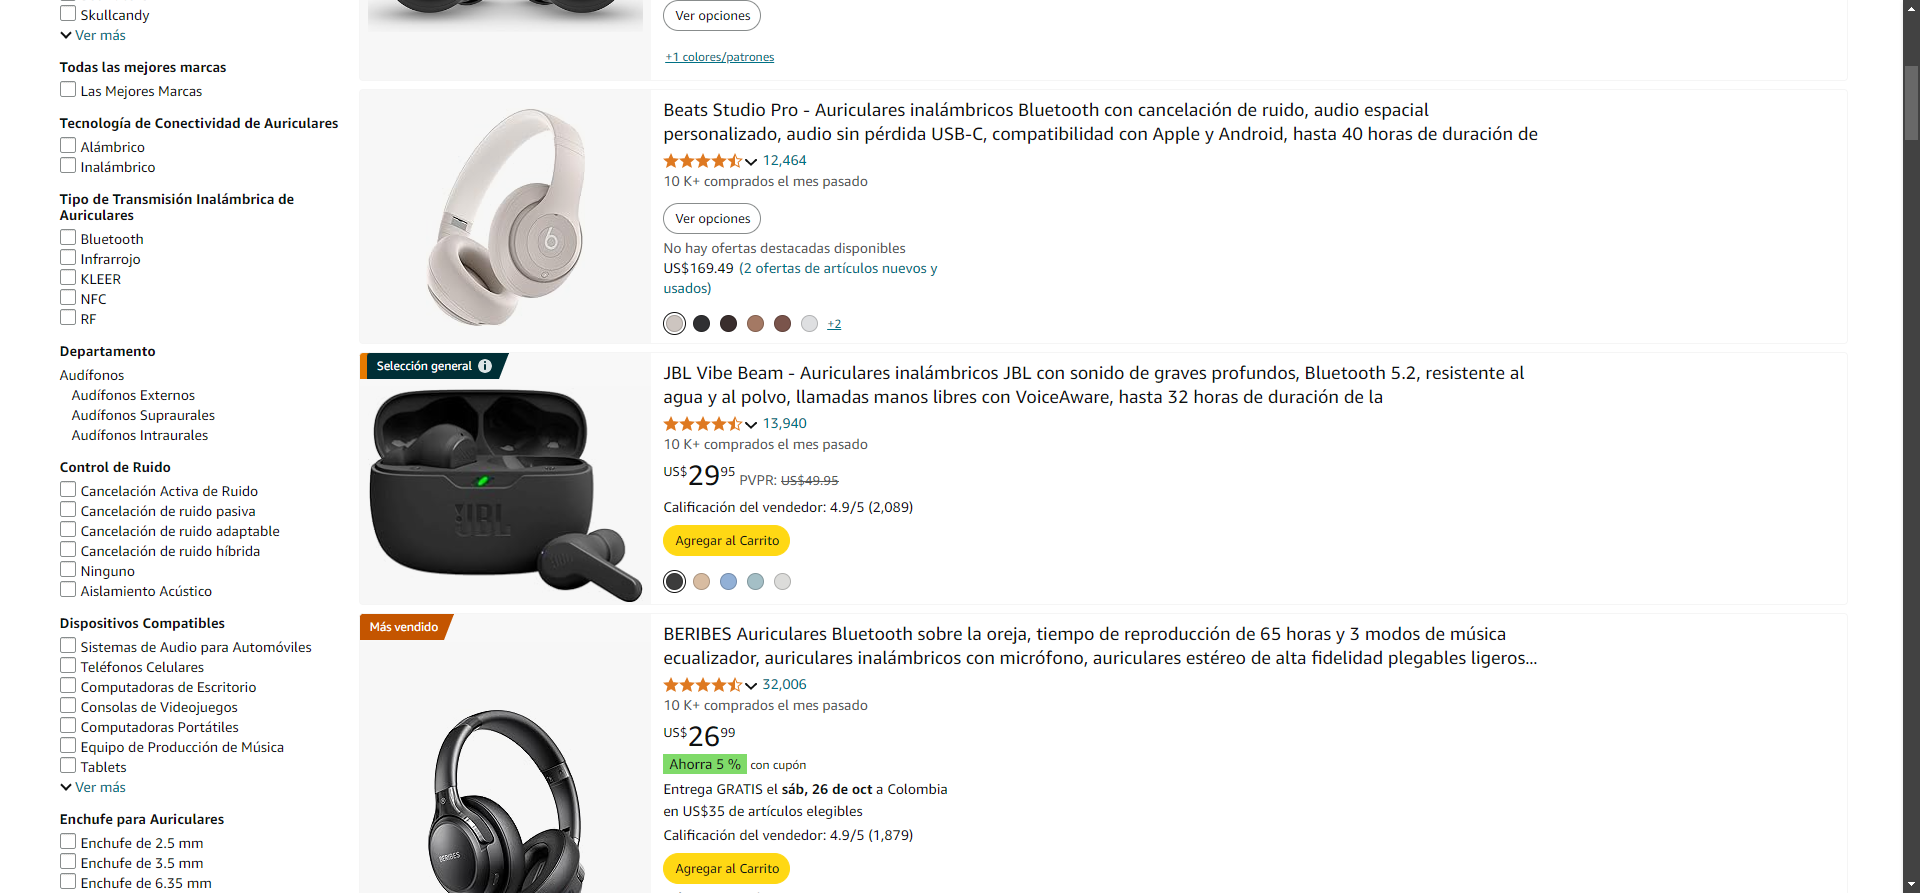 Skullcandy
Ver más
Todas las mejores marcas
Las Mejores Marcas
Tecnología de Conectividad de Auriculares
Alámbrico
Inalámbrico
Tipo de Transmisión Inalámbrica de
Auriculares
Bluetooth
Infrarrojo
KLEER
NFC
RF
Departamento
Audífonos
Audífonos Externos
Audífonos Supraurales
Audífonos Intraurales
Control de Ruido
Cancelación Activa de Ruido
Cancelación de ruido pasiva
Cancelación de ruido adaptable
Cancelación de ruido híbrida
Ninguno
Aislamiento Acústico
Dispositivos Compatibles
Sistemas de Audio para Automóviles
Teléfonos Celulares
Computadoras de Escritorio
Consolas de Videojuegos
Computadoras Portátiles
Equipo de Producción de Música
Tablets
Ver más
Enchufe para Auriculares
Enchufe de 2.5 mm
Enchufe de 3.5 mm
Enchufe de 6.35 mm
Ver opciones
+1 colores/patrones
Beats Studio Pro - Auriculares inalámbricos Bluetooth con cancelación de ruido, audio espacial
personalizado, audio sin pérdida USB-C, compatibilidad con Apple y Android, hasta 40 horas de duración de
12,464
10 K+ comprados el mes pasado
Ver opciones
No hay ofertas destacadas disponibles
US$169.49 (2 ofertas de artículos nuevos y
usados)
+2
Selección general
JBL
JBL Vibe Beam - Auriculares inalámbricos JBL con sonido de graves profundos, Bluetooth 5.2, resistente al
agua y al polvo, llamadas manos libres con VoiceAware, hasta 32 horas de duración de la
13,940
10 K+ comprados el mes pasado
US$2995 PVPR: US$49.95
Calificación del vendedor: 4.9/5 (2,089)
Agregar al Carrito
Más vendido
BERIBES
BERIBES Auriculares Bluetooth sobre la oreja, tiempo de reproducción de 65 horas y 3 modos de música
ecualizador, auriculares inalámbricos con micrófono, auriculares estéreo de alta fidelidad plegables ligeros...
32,006
10 K+ comprados el mes pasado
US$2699
Ahorra 5 % con cupón
Entrega GRATIS el sáb, 26 de oct a Colombia
en US$35 de artículos elegibles
Calificación del vendedor: 4.9/5 (1,879)
Agregar al Carrito